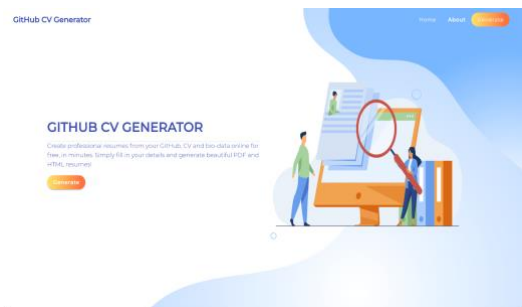 GitHub CV Generator
Home About Generate
GITHUB CV GENERATOR
Create professional resumes from your GitHub, CV and bio data online for
free, in minutes. Simply fill in your details and generate beautiful PDF and
HTML resumes!
Generate